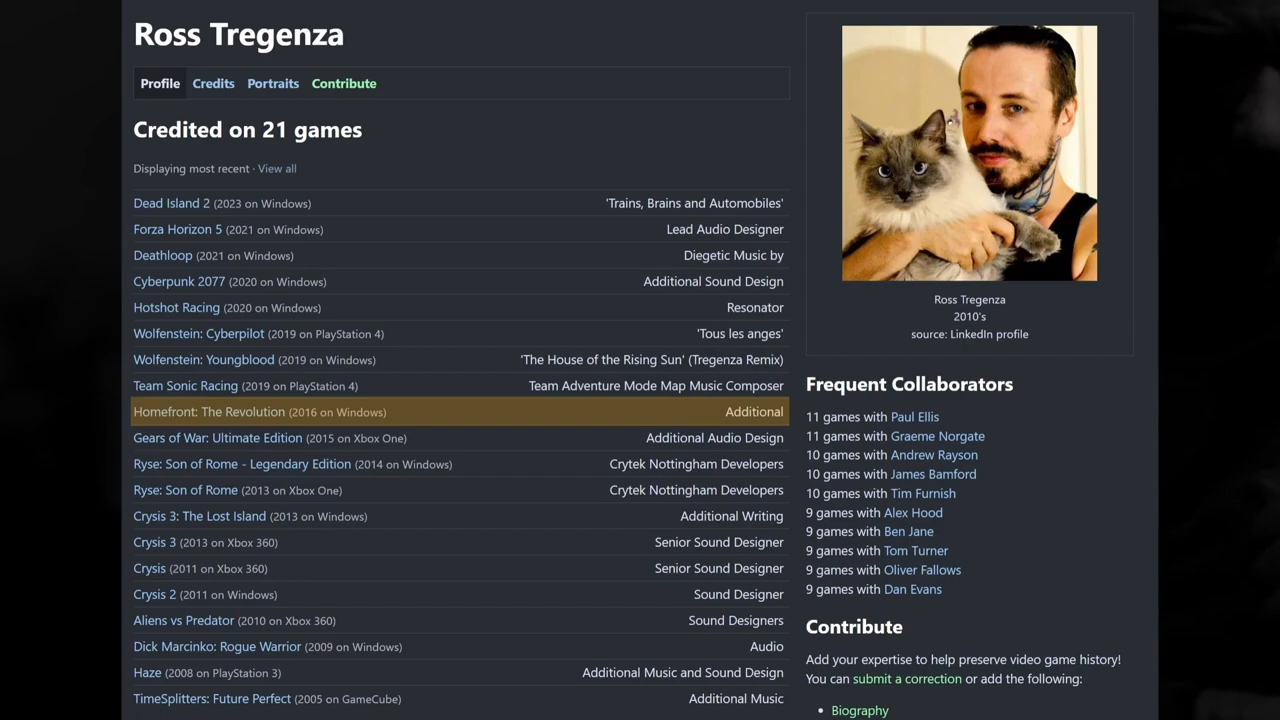 Ross Tregenza
Profile Credits Portraits Contribute
Credited on 21 games
Displaying most recent · View all
Dead Island 2 (2023 on Windows) 'Trains, Brains and Automobiles'
Forza Horizon 5 (2021 on Windows) Lead Audio Designer
Deathloop (2021 on Windows) Diegetic Music by
Cyberpunk 2077 (2020 on Windows) Additional Sound Design
Hotshot Racing (2020 on Windows) Resonator
Wolfenstein: Cyberpilot (2019 on PlayStation 4) 'Tous les anges'
Wolfenstein: Youngblood (2019 on Windows) 'The House of the Rising Sun' (Tregenza Remix)
Team Sonic Racing (2019 on PlayStation 4) Team Adventure Mode Map Music Composer
Homefront: The Revolution (2016 on Windows) Additional
Gears of War: Ultimate Edition (2015 on Xbox One) Additional Audio Design
Ryse: Son of Rome - Legendary Edition (2014 on Windows) Crytek Nottingham Developers
Ryse: Son of Rome (2013 on Xbox One) Crytek Nottingham Developers
Crysis 3: The Lost Island (2013 on Windows) Additional Writing
Crysis 3 (2013 on Xbox 360) Senior Sound Designer
Crysis (2011 on Xbox 360) Senior Sound Designer
Crysis 2 (2011 on Windows) Sound Designer
Aliens vs Predator (2010 on Xbox 360) Sound Designers
Dick Marcinko: Rogue Warrior (2009 on Windows) Audio
Haze (2008 on PlayStation 3) Additional Music and Sound Design
TimeSplitters: Future Perfect (2005 on GameCube) Additional Music
Ross Tregenza
2010's
source: LinkedIn profile
Frequent Collaborators
11 games with Paul Ellis
11 games with Graeme Norgate
10 games with Andrew Rayson
10 games with James Bamford
10 games with Tim Furnish
9 games with Alex Hood
9 games with Ben Jane
9 games with Tom Turner
9 games with Oliver Fallows
9 games with Dan Evans
Contribute
Add your expertise to help preserve video game history!
You can submit a correction or add the following:
• Biography